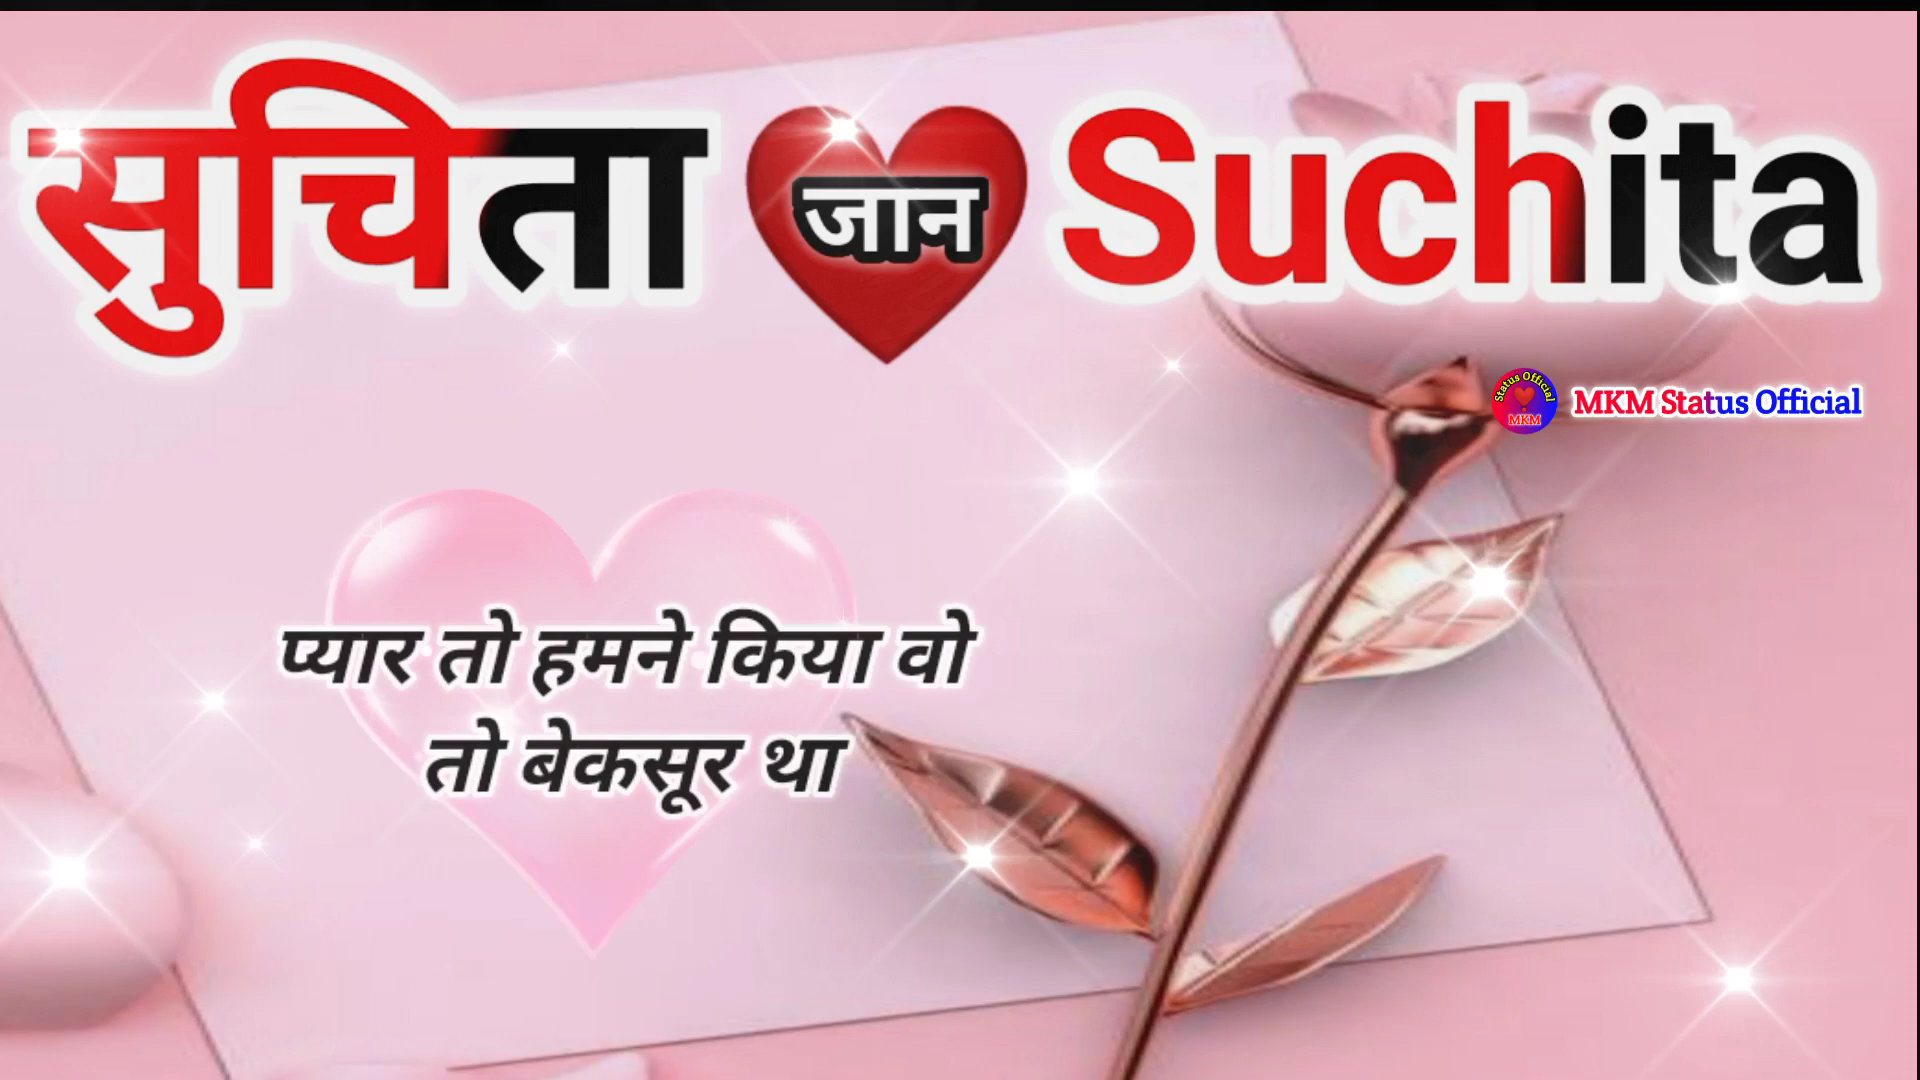 सुचिता जान Suchita
Status Official
MKM
MKM Status Official
प्यार तो हमने किया वो
तो बेकसूर था